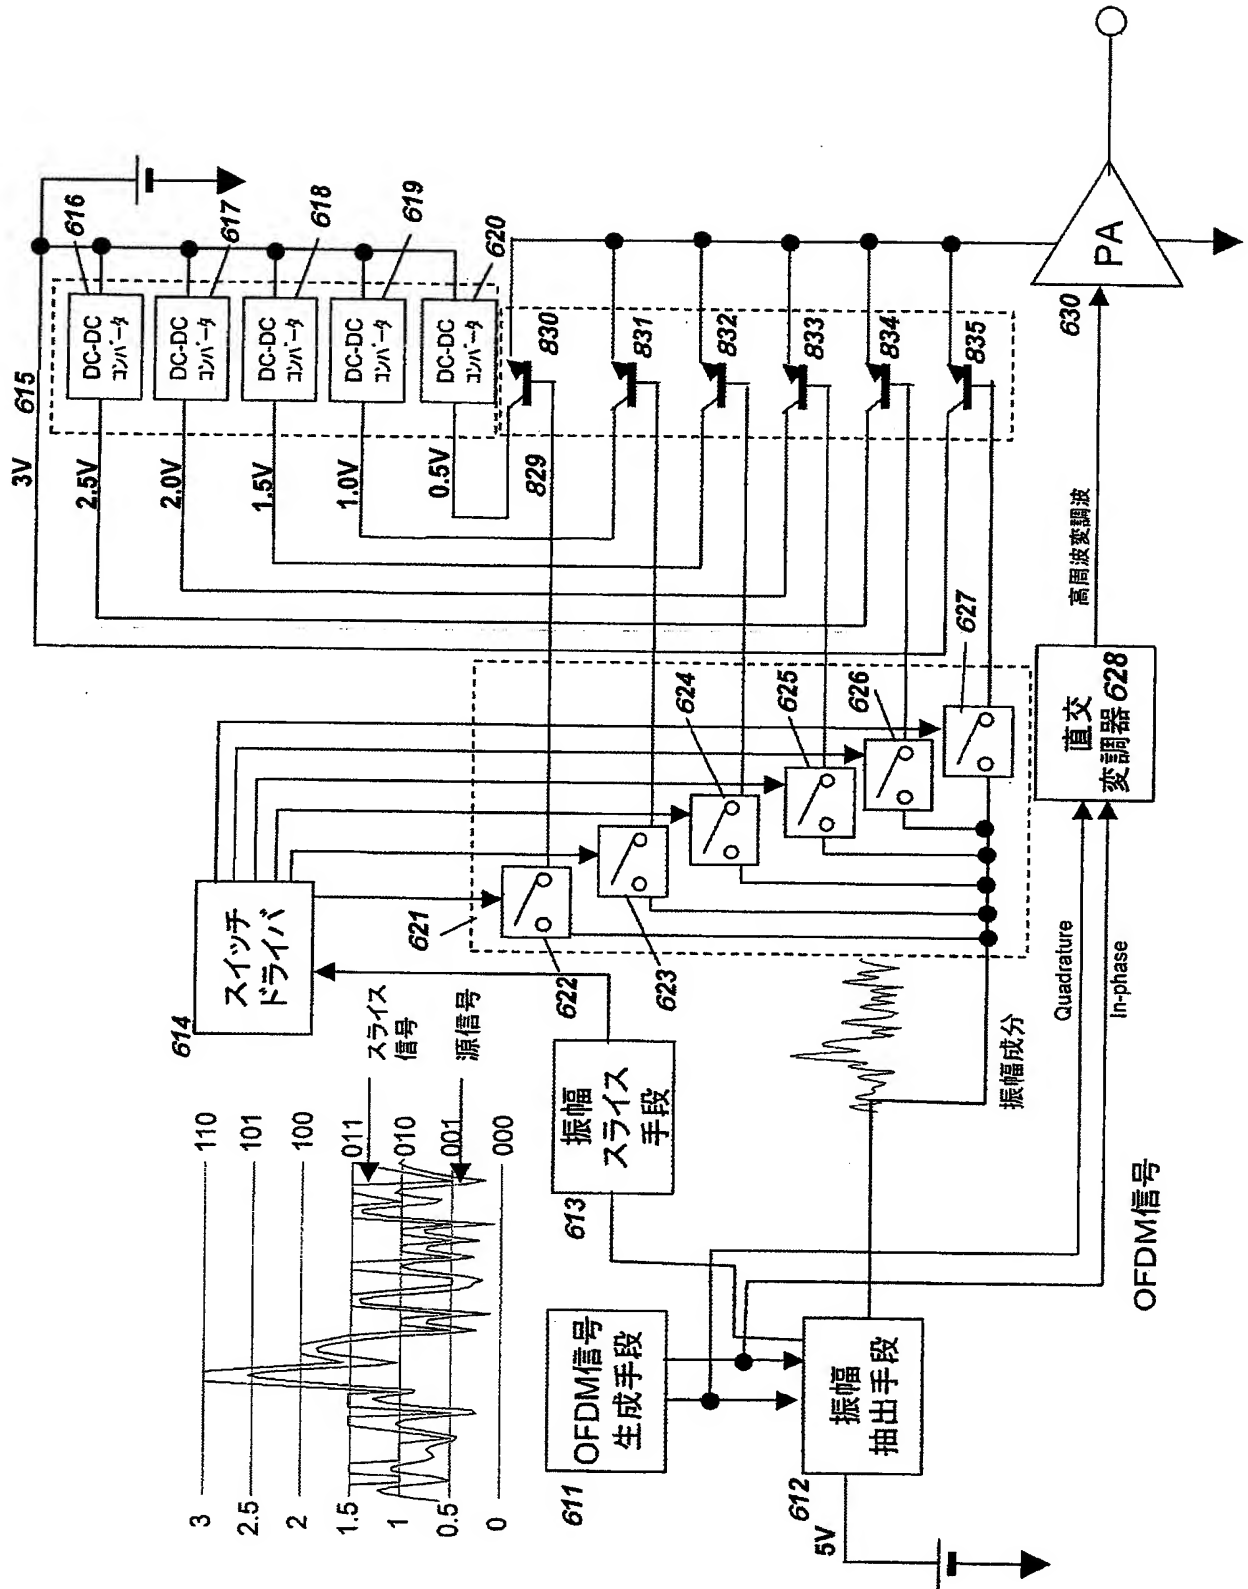 3
2.5
2
1.5
1
0.5
0
110
101
100
011
010
001
000
スライス
信号
源信号
614
スイッチ
ドライバ
3V
615
2.5V
2.0V
1.5V
1.0V
0.5V
DC-DC
コンバータ
616
DC-DC
コンバータ
617
DC-DC
コンバータ
618
DC-DC
コンバータ
619
DC-DC
コンバータ
620
829
830
831
832
833
834
835
621
622
623
624
625
626
627
613
振幅
スライス
手段
611
OFDM信号
生成手段
612
振幅
抽出手段
5V
振幅成分
Quadrature
In-phase
OFDM信号
直交
変調器628
高周波変調波
630
PA